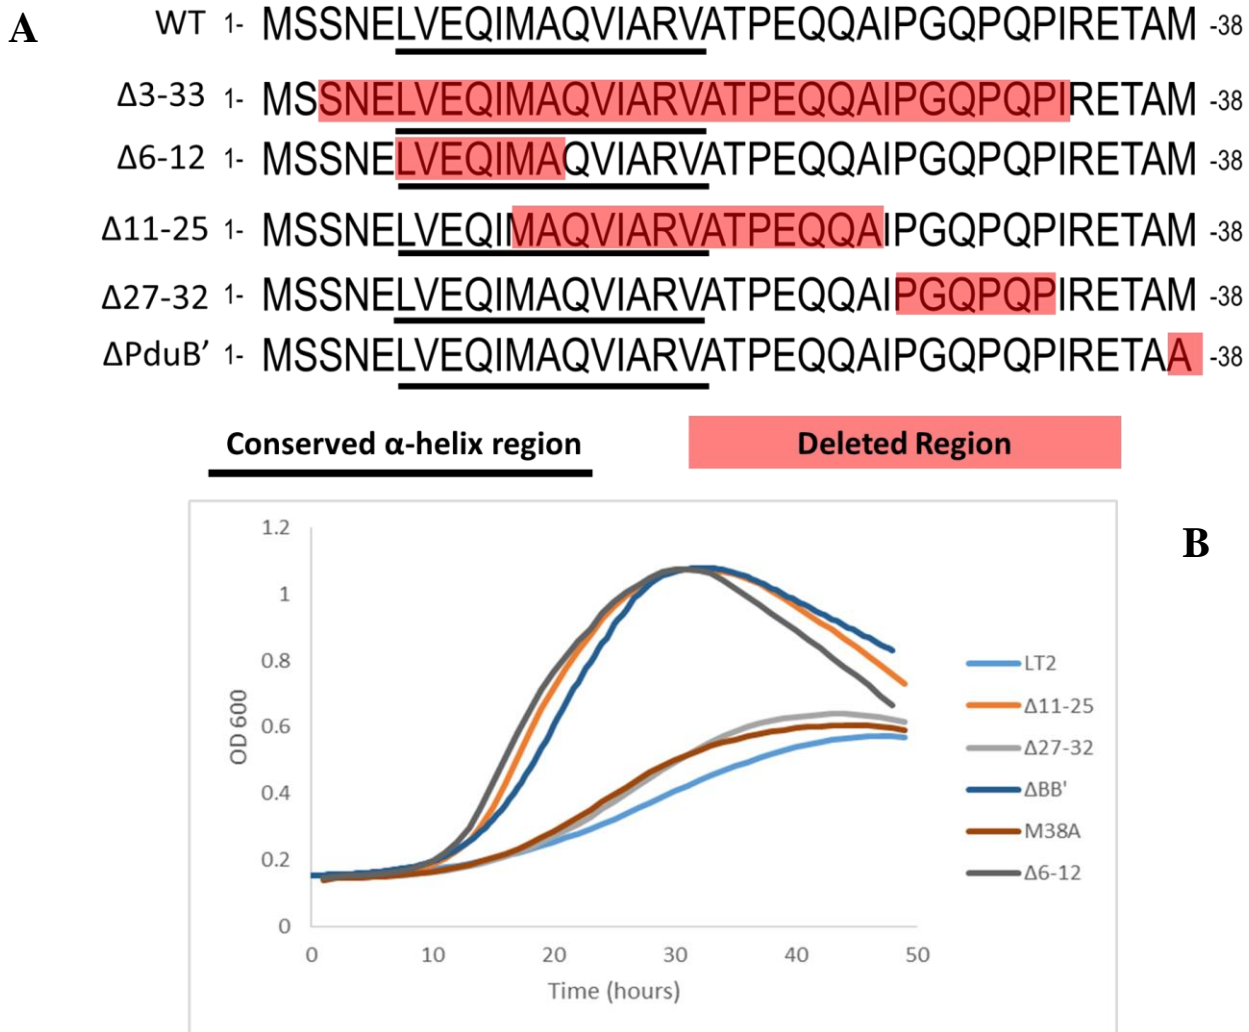 A
WT 1- MSSNELVEQIMAQVIARVATPEQQAIPGQPQPIRETAM -38
Δ3-33 1- MSSNELVEQIMAQVIARVATPEQQAIPGQPQPIRETAM -38
Δ6-12 1- MSSNELVEQIMAQVIARVATPEQQAIPGQPQPIRETAM -38
Δ11-25 1- MSSNELVEQIMAQVIARVATPEQQAIPGQPQPIRETAM -38
Δ27-32 1- MSSNELVEQIMAQVIARVATPEQQAIPGQPQPIRETAM -38
ΔPduB’ 1- MSSNELVEQIMAQVIARVATPEQQAIPGQPQPIRETAA -38
Conserved α-helix region
Deleted Region
B
1.2
1
0.8
0.6
0.4
0.2
0
OD 600
0 10 20 30 40 50
Time (hours)
LT2
Δ11-25
Δ27-32
ΔBB'
M38A
Δ6-12